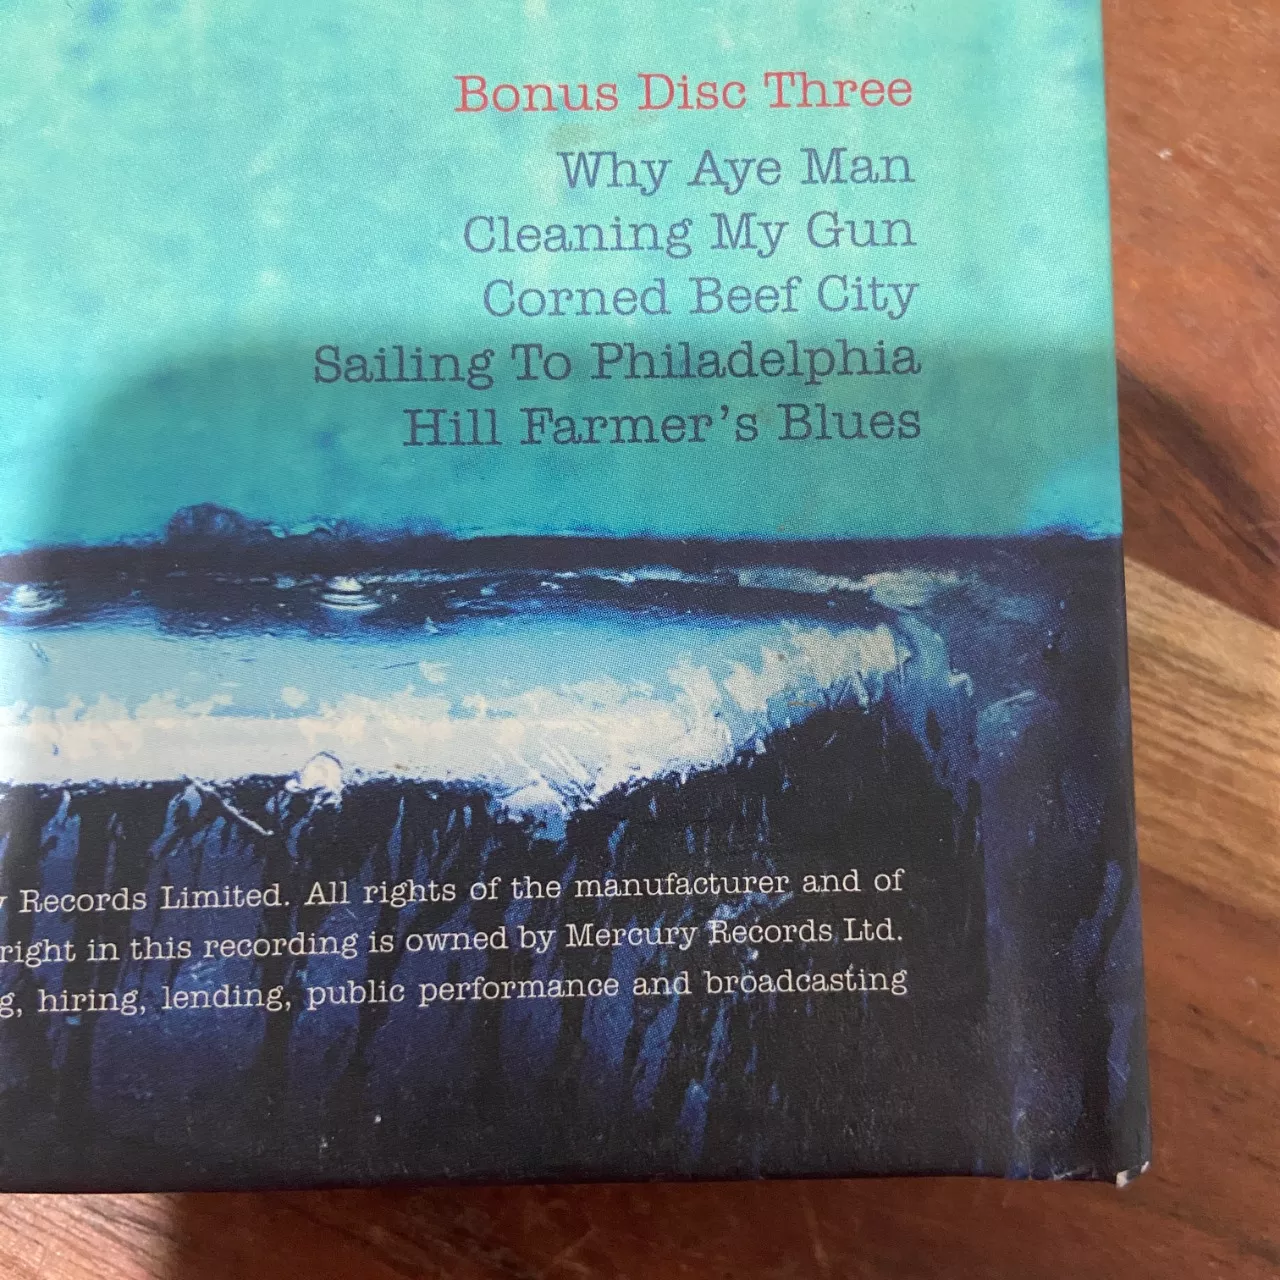 Bonus Disc Three
Why Aye Man
Cleaning My Gun
Corned Beef City
Sailing To Philadelphia
Hill Farmer's Blues
Records Limited. All rights of the manufacturer and of
right in this recording is owned by Mercury Records Ltd.
hiring, lending, public performance and broadcasting